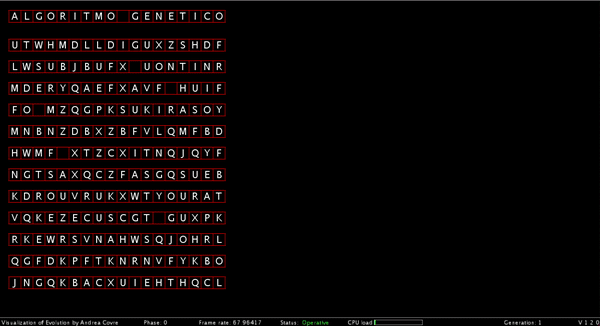 ALGORITMO GENETICO
UTWHMDLLDIGUXZSHDF
LWSUBJBUFX UONTINR
MDERYQAEFXAVF HUIF
FO MZQGPKSUKIRASOY
MNBNZDBXZBFVLQMFBD
HWMF XTZCXITNQJQYF
NGTSAXQCZFASGQSUEB
KDROUVRUKXWTYOURAT
VQKEZECUSCGT GUXPK
RKEWRSVNAHWSQJOHRL
QGFDKPFTKNRNVFYKBO
JNGQKBACXUIEHTHQCL
Visualization of Evolution by Andrea Covre Phase: 0 Frame rate: 67.96417 Status: Operative CPU load Generation: 1 V 1.2.0